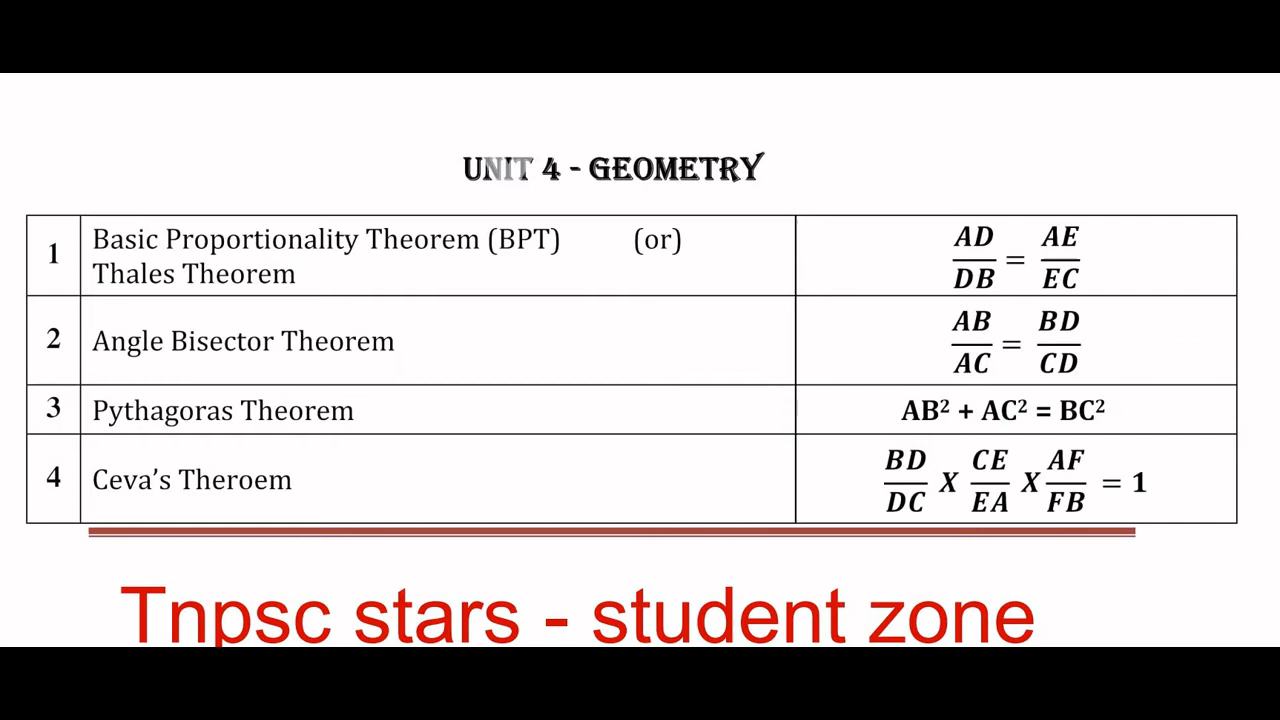 UNIT 4 - GEOMETRY
1 Basic Proportionality Theorem (BPT) (or) Thales Theorem AD/DB = AE/EC
2 Angle Bisector Theorem AB/AC = BD/CD
3 Pythagoras Theorem AB² + AC² = BC²
4 Ceva's Theroem BD/DC X CE/EA X AF/FB = 1
Tnpsc stars - student zone